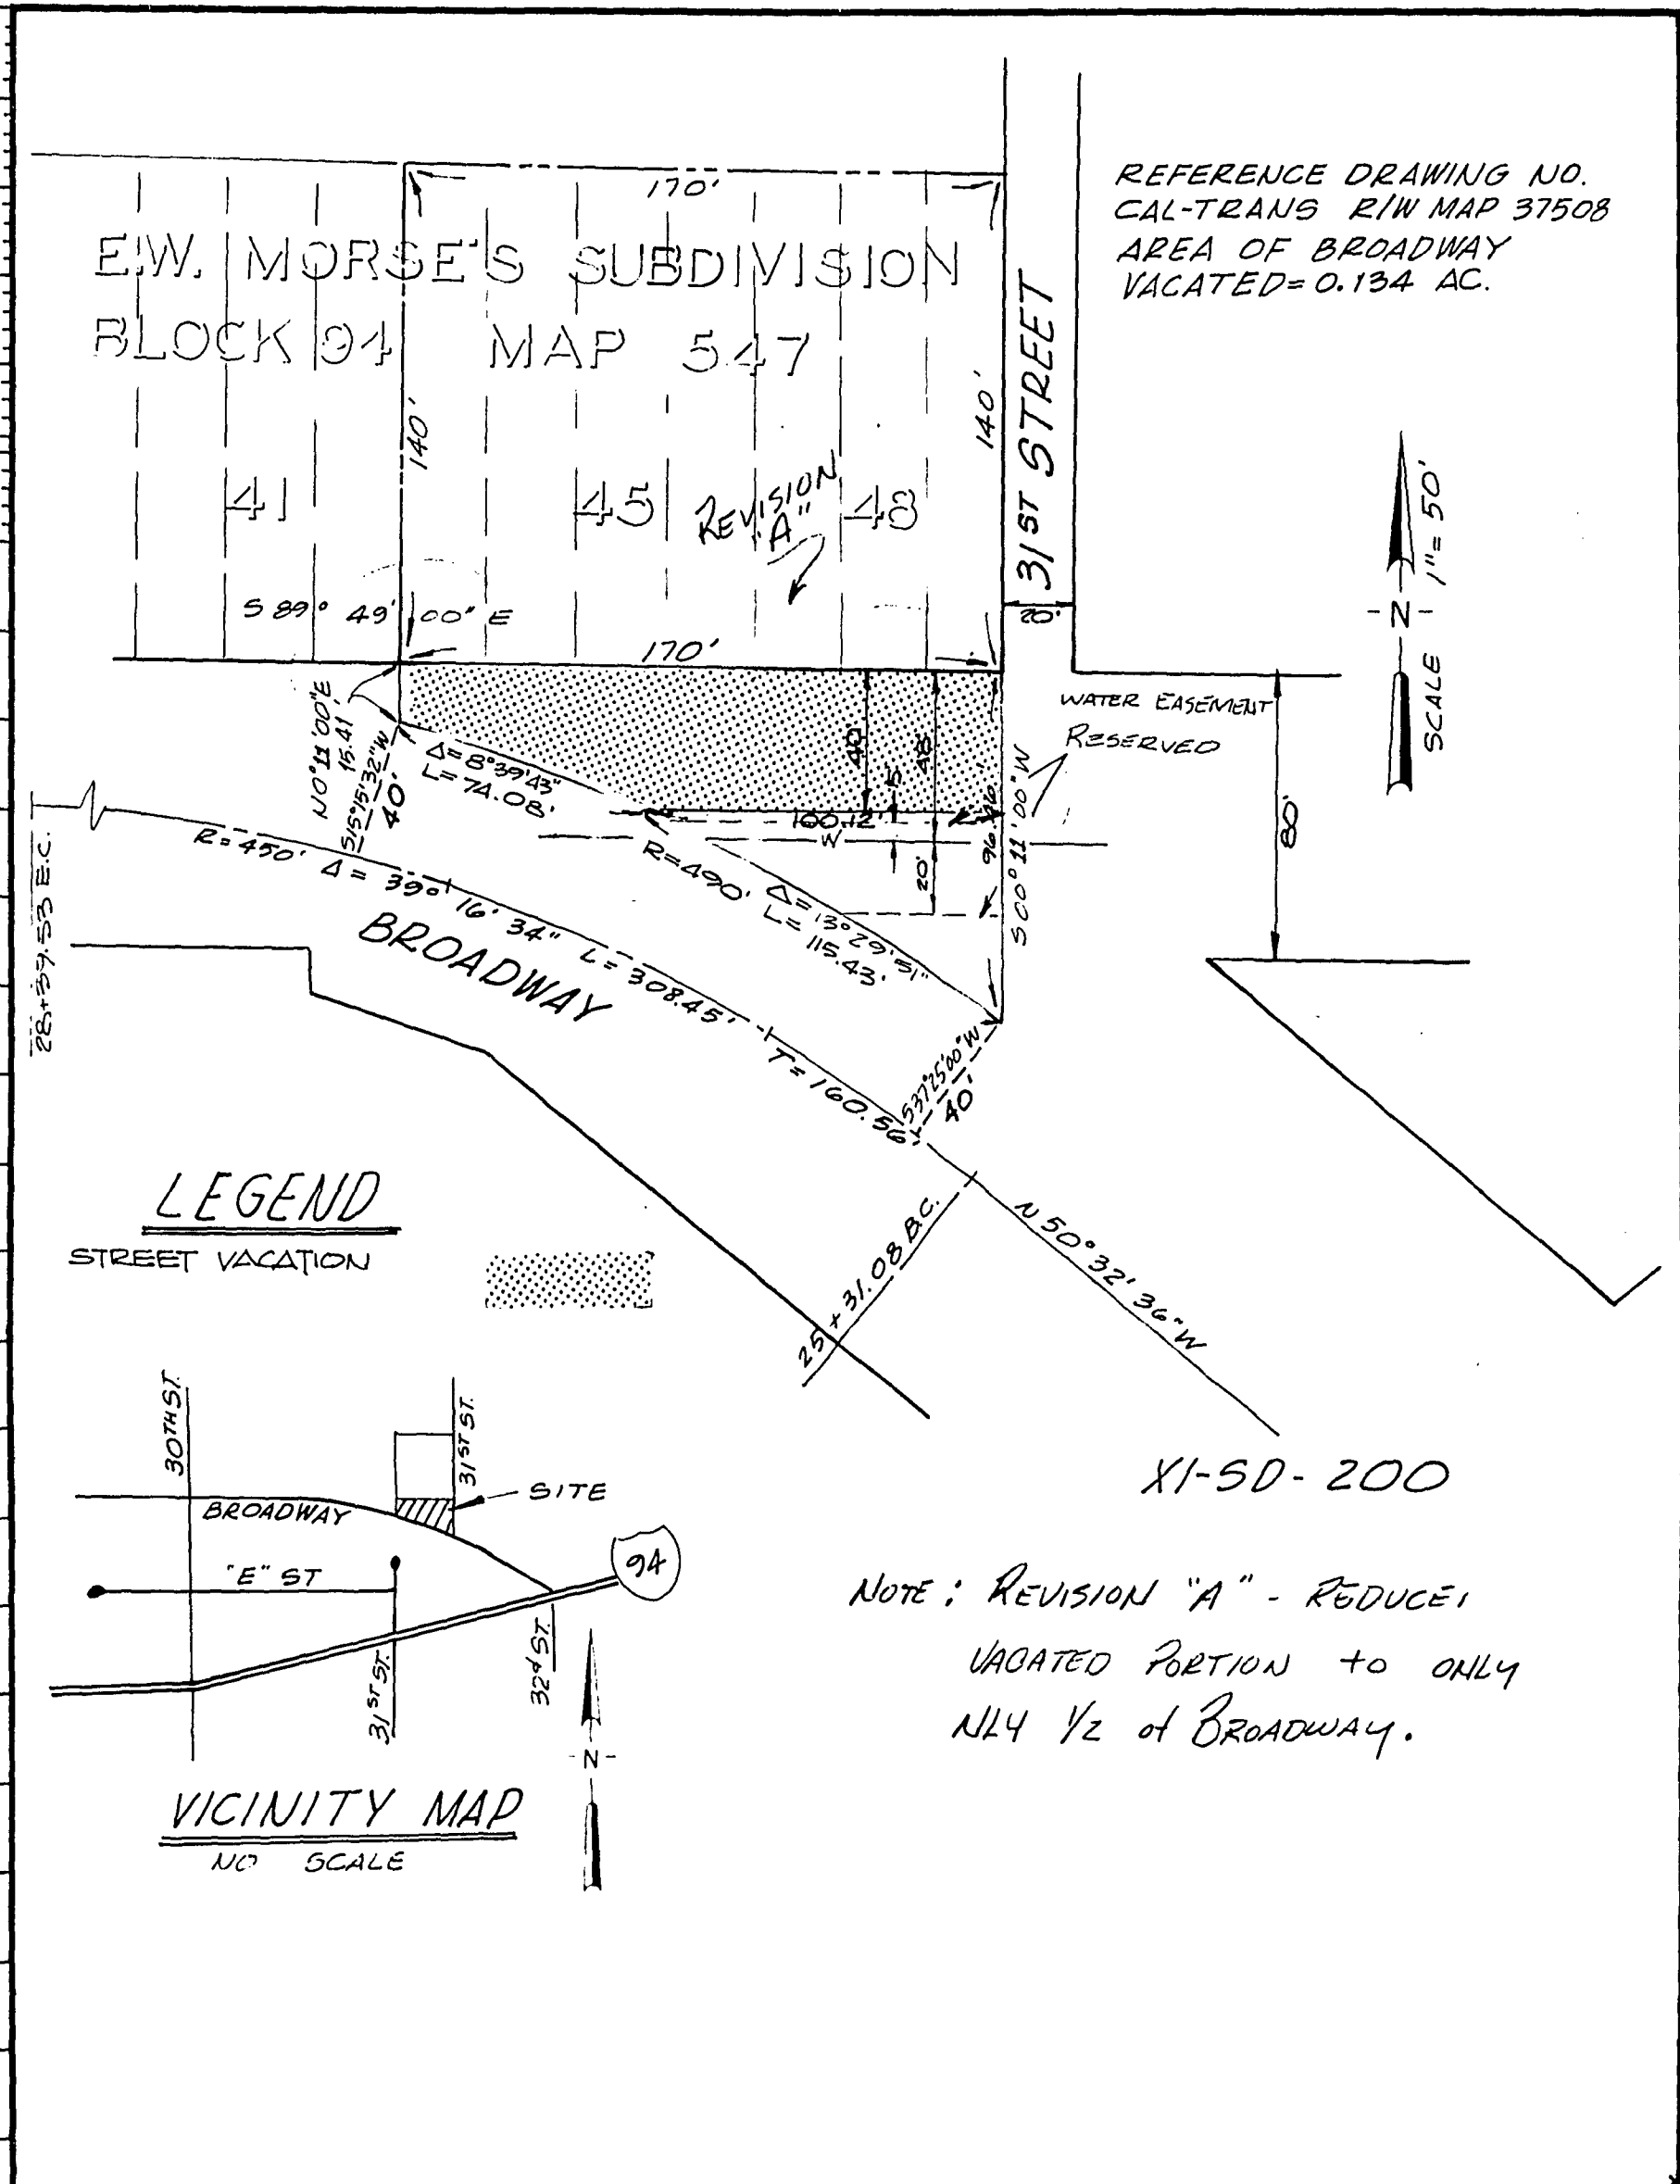 REFERENCE DRAWING NO.
CAL-TRANS R/W MAP 37508
AREA OF BROADWAY
VACATED = 0.134 AC.
170'
E.W. MORSE'S SUBDIVISION
BLOCK 94 MAP 547
140'
140'
31ST STREET
41
45
48
REVISION
"A"
S 89° 49' 00" E
170'
20'
-N-
SCALE 1" = 50'
N0°11'00"E
15.41'
S15°15'32"W
40'
Δ=8°39'43"
L=74.08'
40'
48'
5'
20'
100.12'
W
WATER EASEMENT
RESERVED
S00°11'00"W
80'
R=490' Δ=13°29'51"
L=115.43'
28+39.53 E.C.
R=450' Δ=39° 16' 34" L=308.45'
T=160.56'
BROADWAY
S37°25'00"W
40'
25+31.08 B.C.
N50°32'36"W
LEGEND
STREET VACATION
30TH ST.
31ST ST.
SITE
BROADWAY
"E" ST
94
31ST ST.
32d ST.
-N-
VICINITY MAP
NO SCALE
XI-SD-200
NOTE: REVISION "A" - REDUCES
VACATED PORTION to ONLY
NLY 1/2 of BROADWAY.